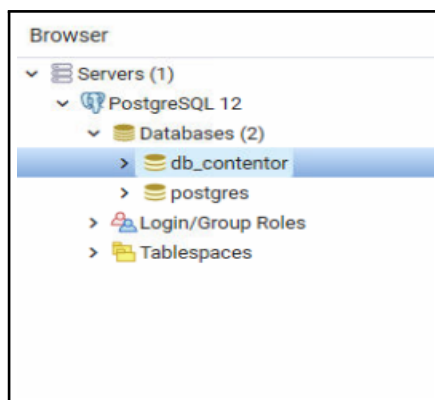 Browser
Servers (1)
PostgreSQL 12
Databases (2)
db_contentor
postgres
Login/Group Roles
Tablespaces